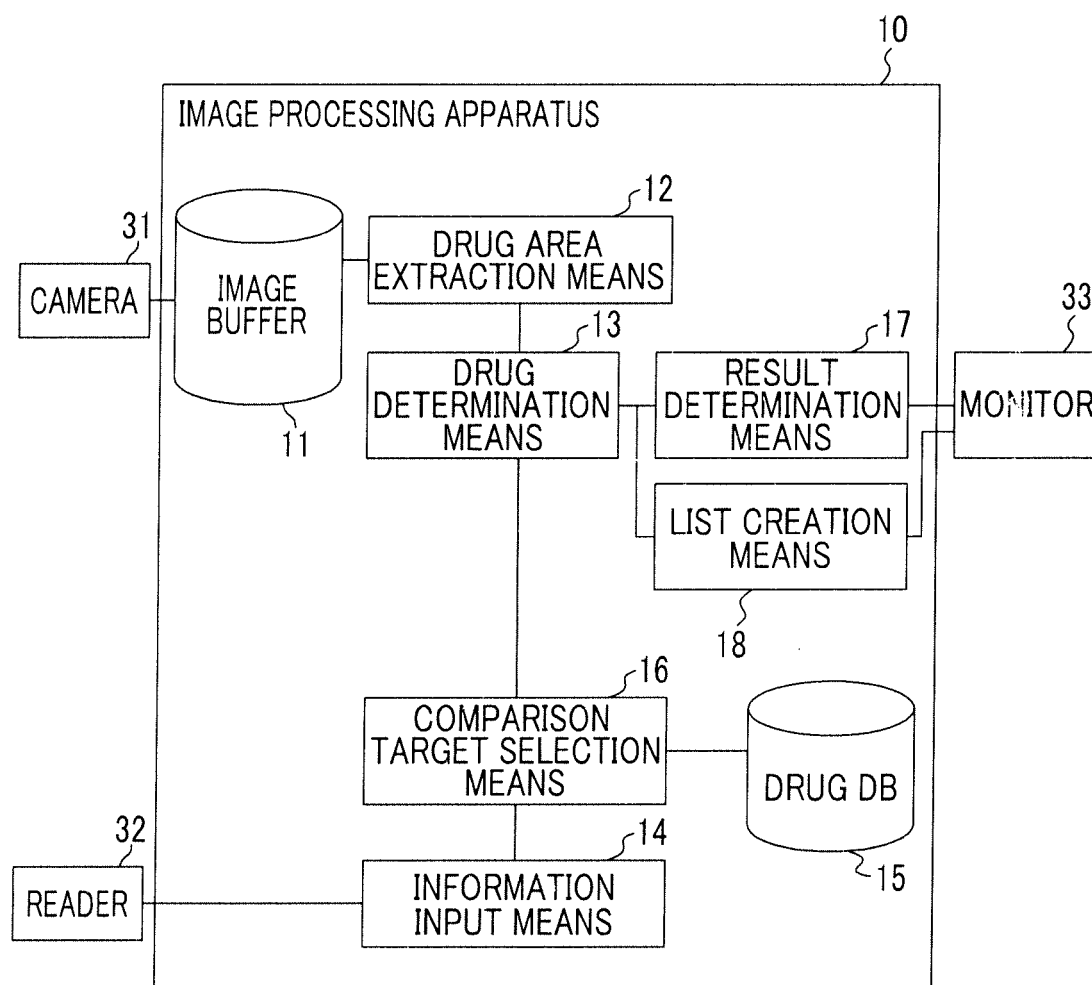 10
IMAGE PROCESSING APPARATUS
12
31
DRUG AREA
EXTRACTION MEANS
CAMERA
IMAGE
BUFFER
11
13
17
33
DRUG
DETERMINATION
MEANS
RESULT
DETERMINATION
MEANS
MONITOR
LIST CREATION
MEANS
18
16
COMPARISON
TARGET SELECTION
MEANS
DRUG DB
15
32
14
READER
INFORMATION
INPUT MEANS